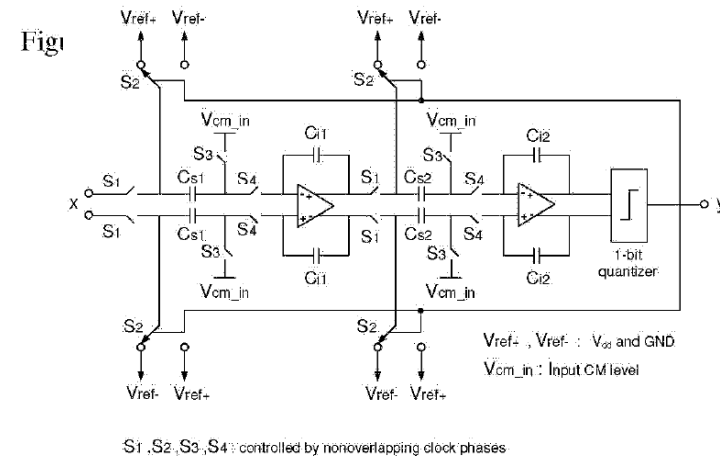 Vref+ Vref-
Vref+ Vref-
Figu
S2
S2
Vcm_in
Vcm_in
Ci1
Ci2
S3
S3
S1
Cs1
S4
S1
Cs2
S4
x
y
S1
Cs1
S4
S1
Cs2
S4
S3
S3
Ci1
Ci2
1-bit
quantizer
Vcm_in
Vcm_in
S2
S2
Vref- Vref+
Vref- Vref+
Vref+ , Vref- : Vdd and GND
Vcm_in : Input CM level
S1 ,S2 ,S3 ,S4 : controlled by nonoverlapping clock phases